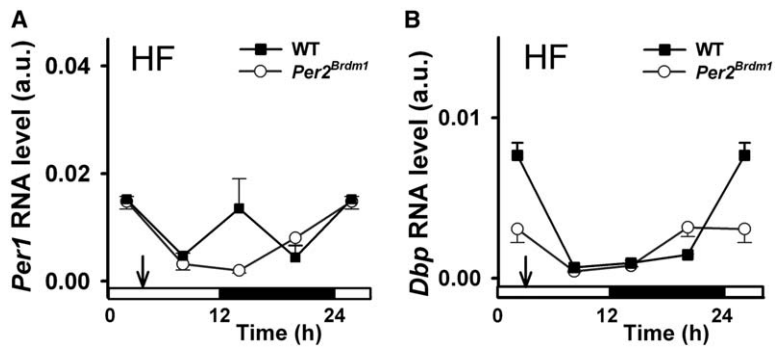 A
HF
WT
Per2Brdm1
Per1 RNA level (a.u.)
0.04
0.02
0.00
0
12
24
Time (h)
B
HF
WT
Per2Brdm1
Dbp RNA level (a.u.)
0.01
0.00
0
12
24
Time (h)